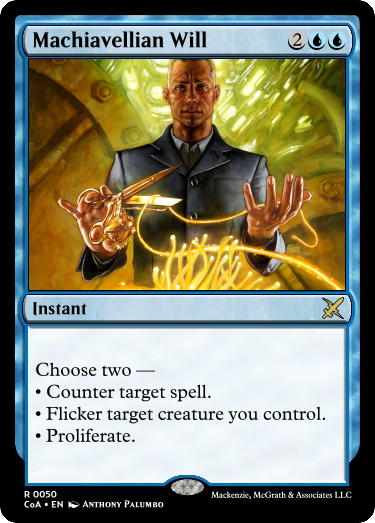 Machiavellian Will 2
Instant
Choose two —
• Counter target spell.
• Flicker target creature you control.
• Proliferate.
R 0050
CoA • EN Anthony Palumbo
Mackenzie, McGrath & Associates LLC